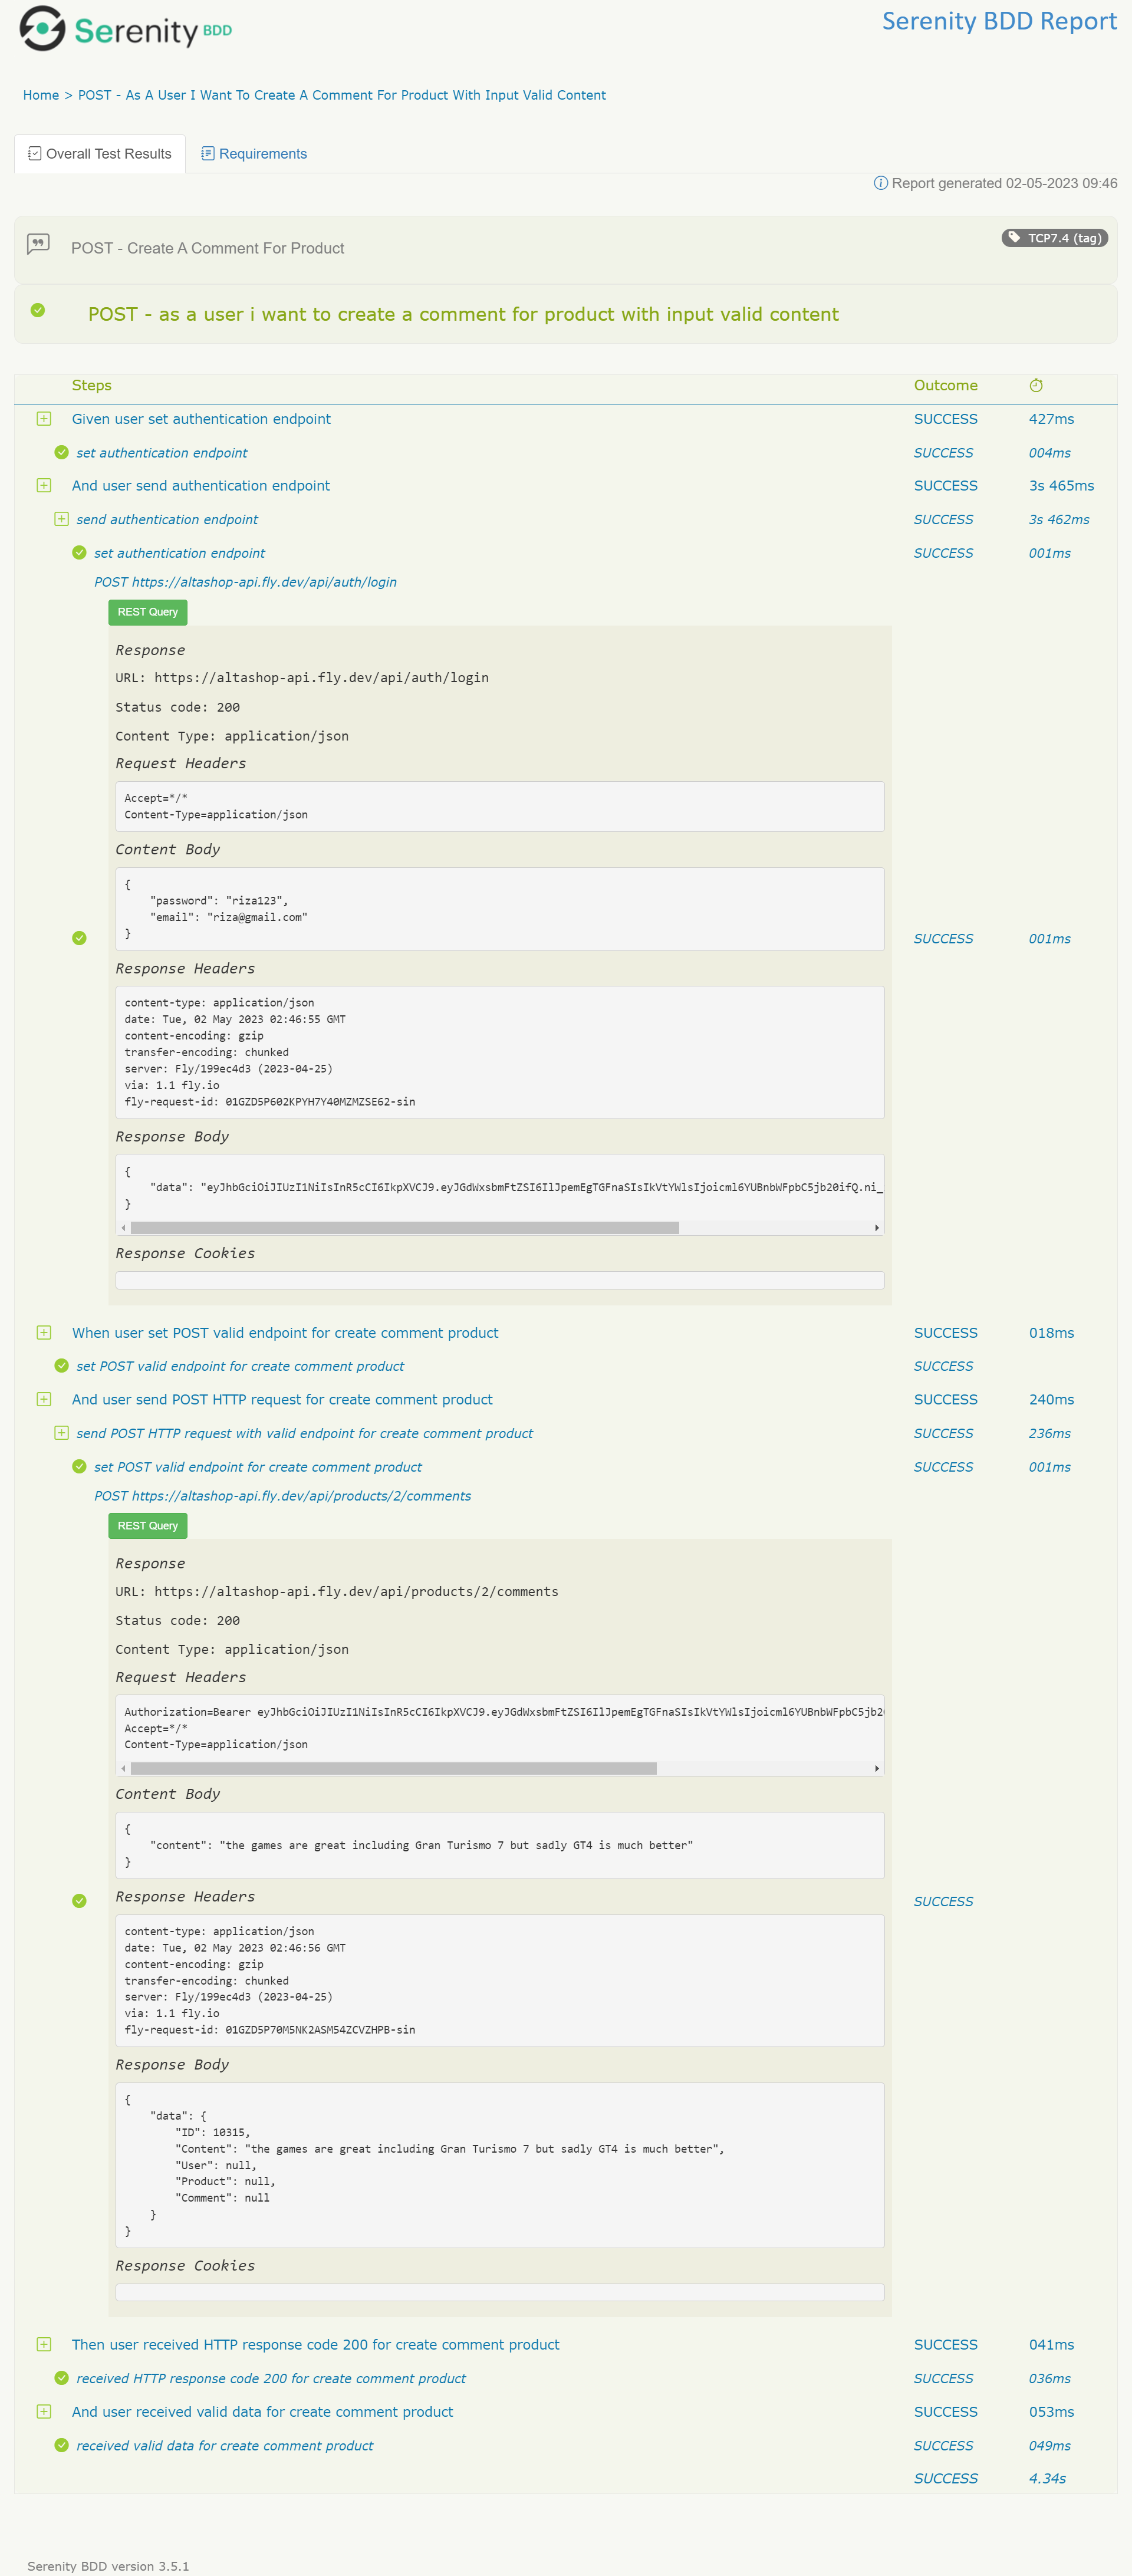 Serenity BDD
Serenity BDD Report
Home > POST - As A User I Want To Create A Comment For Product With Input Valid Content
Overall Test Results
Requirements
Report generated 02-05-2023 09:46
POST - Create A Comment For Product
TCP7.4 (tag)
POST - as a user i want to create a comment for product with input valid content
Steps Outcome
Given user set authentication endpoint SUCCESS 427ms
set authentication endpoint SUCCESS 004ms
And user send authentication endpoint SUCCESS 3s 465ms
send authentication endpoint SUCCESS 3s 462ms
set authentication endpoint SUCCESS 001ms
POST https://altashop-api.fly.dev/api/auth/login
REST Query
Response
URL: https://altashop-api.fly.dev/api/auth/login
Status code: 200
Content Type: application/json
Request Headers
Accept=*/*
Content-Type=application/json
Content Body
{
"password": "riza123",
"email": "riza@gmail.com"
}
SUCCESS 001ms
Response Headers
content-type: application/json
date: Tue, 02 May 2023 02:46:55 GMT
content-encoding: gzip
transfer-encoding: chunked
server: Fly/199ec4d3 (2023-04-25)
via: 1.1 fly.io
fly-request-id: 01GZD5P602KPYH7Y40MZMZSE62-sin
Response Body
{
"data": "eyJhbGciOiJIUzI1NiIsInR5cCI6IkpXVCJ9.eyJGdWxsbmFtZSI6IlJpemEgTGFnaSIsIkVtYWlsIjoicml6YUBnbWFpbC5jb20ifQ.ni_
}
Response Cookies
When user set POST valid endpoint for create comment product SUCCESS 018ms
set POST valid endpoint for create comment product SUCCESS
And user send POST HTTP request for create comment product SUCCESS 240ms
send POST HTTP request with valid endpoint for create comment product SUCCESS 236ms
set POST valid endpoint for create comment product SUCCESS 001ms
POST https://altashop-api.fly.dev/api/products/2/comments
REST Query
Response
URL: https://altashop-api.fly.dev/api/products/2/comments
Status code: 200
Content Type: application/json
Request Headers
Authorization=Bearer eyJhbGciOiJIUzI1NiIsInR5cCI6IkpXVCJ9.eyJGdWxsbmFtZSI6IlJpemEgTGFnaSIsIkVtYWlsIjoicml6YUBnbWFpbC5jb20
Accept=*/*
Content-Type=application/json
Content Body
{
"content": "the games are great including Gran Turismo 7 but sadly GT4 is much better"
}
Response Headers
SUCCESS
content-type: application/json
date: Tue, 02 May 2023 02:46:56 GMT
content-encoding: gzip
transfer-encoding: chunked
server: Fly/199ec4d3 (2023-04-25)
via: 1.1 fly.io
fly-request-id: 01GZD5P70M5NK2ASM54ZCVZHPB-sin
Response Body
{
"data": {
"ID": 10315,
"Content": "the games are great including Gran Turismo 7 but sadly GT4 is much better",
"User": null,
"Product": null,
"Comment": null
}
}
Response Cookies
Then user received HTTP response code 200 for create comment product SUCCESS 041ms
received HTTP response code 200 for create comment product SUCCESS 036ms
And user received valid data for create comment product SUCCESS 053ms
received valid data for create comment product SUCCESS 049ms
SUCCESS 4.34s
Serenity BDD version 3.5.1